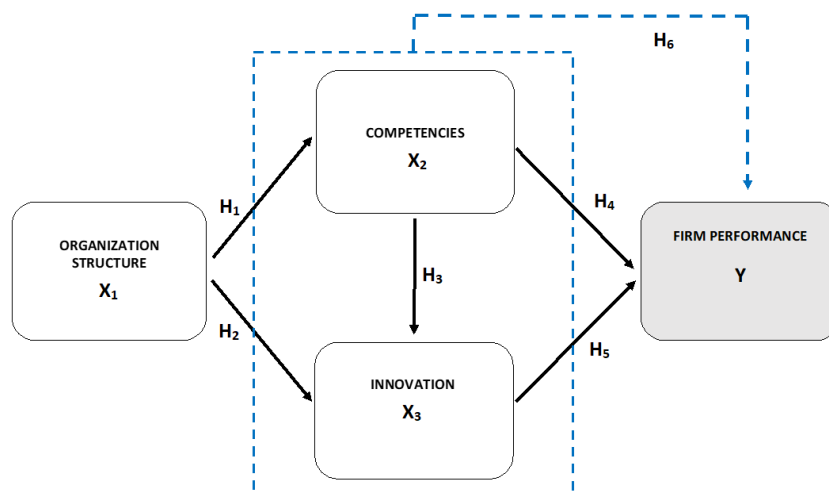 H₆
COMPETENCIES
X₂
H₁
H₄
ORGANIZATION
STRUCTURE
X₁
FIRM PERFORMANCE
Y
H₃
H₂
H₅
INNOVATION
X₃